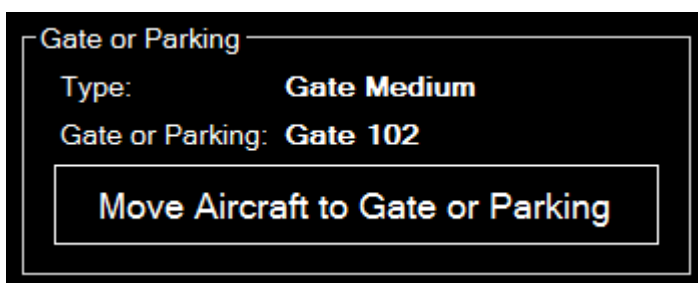 Gate or Parking
Type: Gate Medium
Gate or Parking: Gate 102
Move Aircraft to Gate or Parking